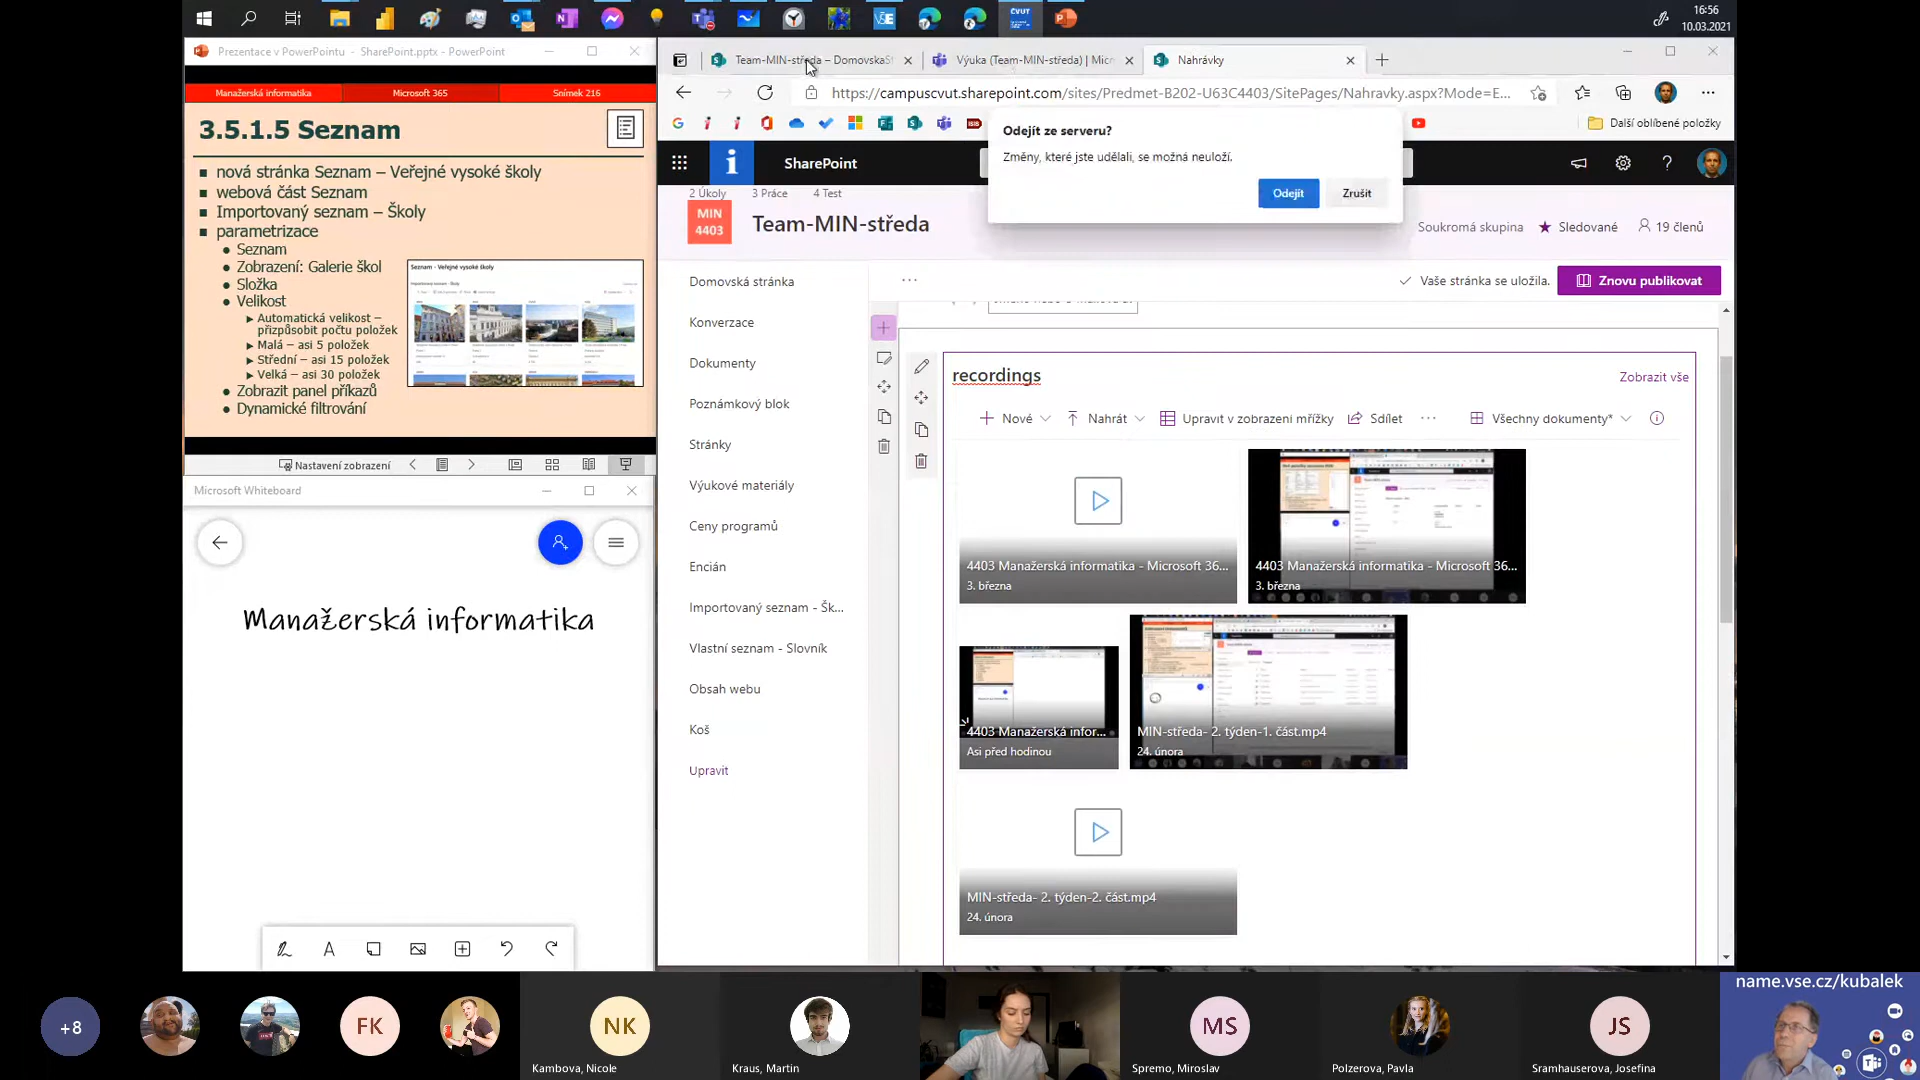 16:56
10.03.2021
Prezentace v PowerPointu - SharePoint.pptx - PowerPoint
Manažerská informatika
Microsoft 365
Snímek 216
3.5.1.5 Seznam
nová stránka Seznam – Veřejné vysoké školy
webová část Seznam
Importovaný seznam – Školy
parametrizace
Seznam
Zobrazení: Galerie škol
Složka
Velikost
Automatická velikost –
přizpůsobit počtu položek
Malá – asi 5 položek
Střední – asi 15 položek
Velká – asi 30 položek
Zobrazit panel příkazů
Dynamické filtrování
Seznam - Veřejné vysoké školy
Nastavení zobrazení
Microsoft Whiteboard
Manažerská informatika
Team-MIN-středa – DomovskáS
Výuka (Team-MIN-středa) | Micr
Nahrávky
https://campuscvut.sharepoint.com/sites/Predmet-B202-U63C4403/SitePages/Nahravky.aspx?Mode=E...
Další oblíbené položky
Odejít ze serveru?
Změny, které jste udělali, se možná neuloží.
Odejít
Zrušit
SharePoint
2 Úkoly
3 Práce
4 Test
MIN
4403
Team-MIN-středa
Soukromá skupina
Sledované
19 členů
Vaše stránka se uložila.
Znovu publikovat
Domovská stránka
Konverzace
Dokumenty
Poznámkový blok
Stránky
Výukové materiály
Ceny programů
Encián
Importovaný seznam - Šk...
Vlastní seznam - Slovník
Obsah webu
Koš
Upravit
recordings
Zobrazit vše
Nové
Nahrát
Upravit v zobrazení mřížky
Sdílet
Všechny dokumenty*
4403 Manažerská informatika - Microsoft 36...
3. března
4403 Manažerská informatika - Microsoft 36...
3. března
4403 Manažerská infor...
Asi před hodinou
MIN-středa- 2. týden-1. část.mp4
24. února
MIN-středa- 2. týden-2. část.mp4
24. února
+8
FK
NK
Kambova, Nicole
Kraus, Martin
MS
Spremo, Miroslav
Polzerova, Pavla
JS
Sramhauserova, Josefina
name.vse.cz/kubalek